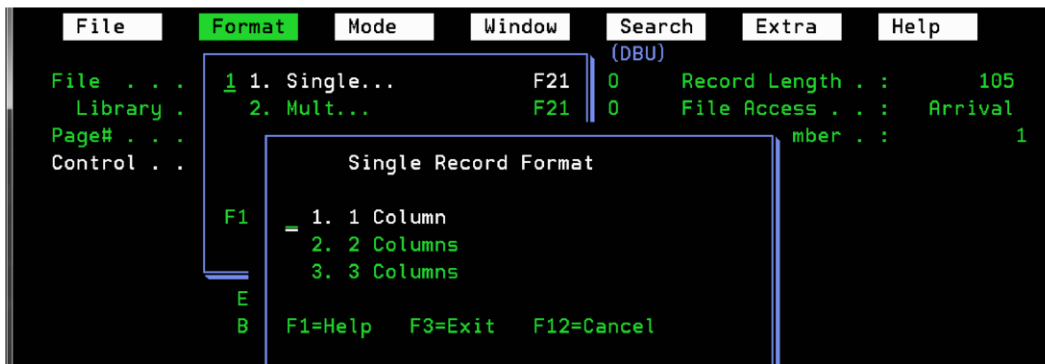 File Format Mode Window Search Extra Help
(DBU)
File . . . 1 1. Single... F21 0 Record Length . : 105
Library . 2. Mult... F21 0 File Access . . : Arrival
Page# . . . mber . : 1
Control . . Single Record Format
F1 _ 1. 1 Column
2. 2 Columns
3. 3 Columns
E
B F1=Help F3=Exit F12=Cancel